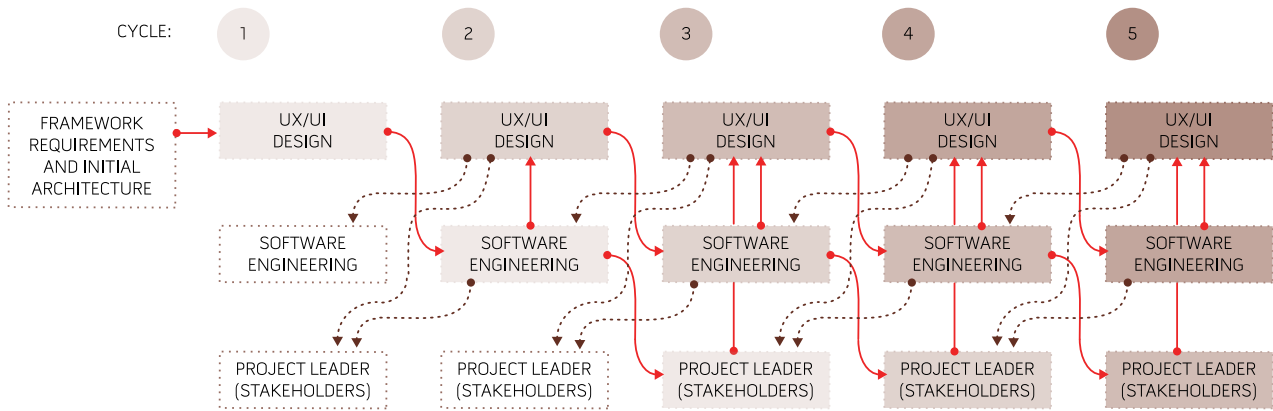 CYCLE:
1
2
3
4
5
FRAMEWORK
REQUIREMENTS
AND INITIAL
ARCHITECTURE
UX/UI
DESIGN
UX/UI
DESIGN
UX/UI
DESIGN
UX/UI
DESIGN
UX/UI
DESIGN
SOFTWARE
ENGINEERING
SOFTWARE
ENGINEERING
SOFTWARE
ENGINEERING
SOFTWARE
ENGINEERING
SOFTWARE
ENGINEERING
PROJECT LEADER
(STAKEHOLDERS)
PROJECT LEADER
(STAKEHOLDERS)
PROJECT LEADER
(STAKEHOLDERS)
PROJECT LEADER
(STAKEHOLDERS)
PROJECT LEADER
(STAKEHOLDERS)